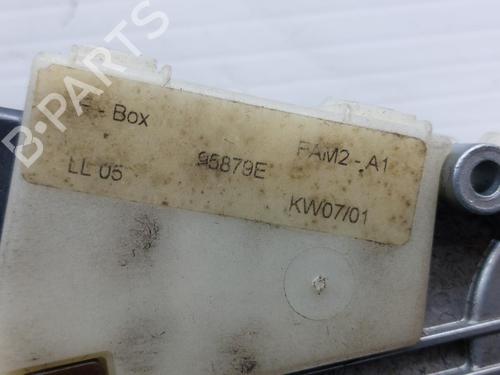 B-PARTS
E - Box
PAM2 - A1
LL 05
95879E
KW07/01